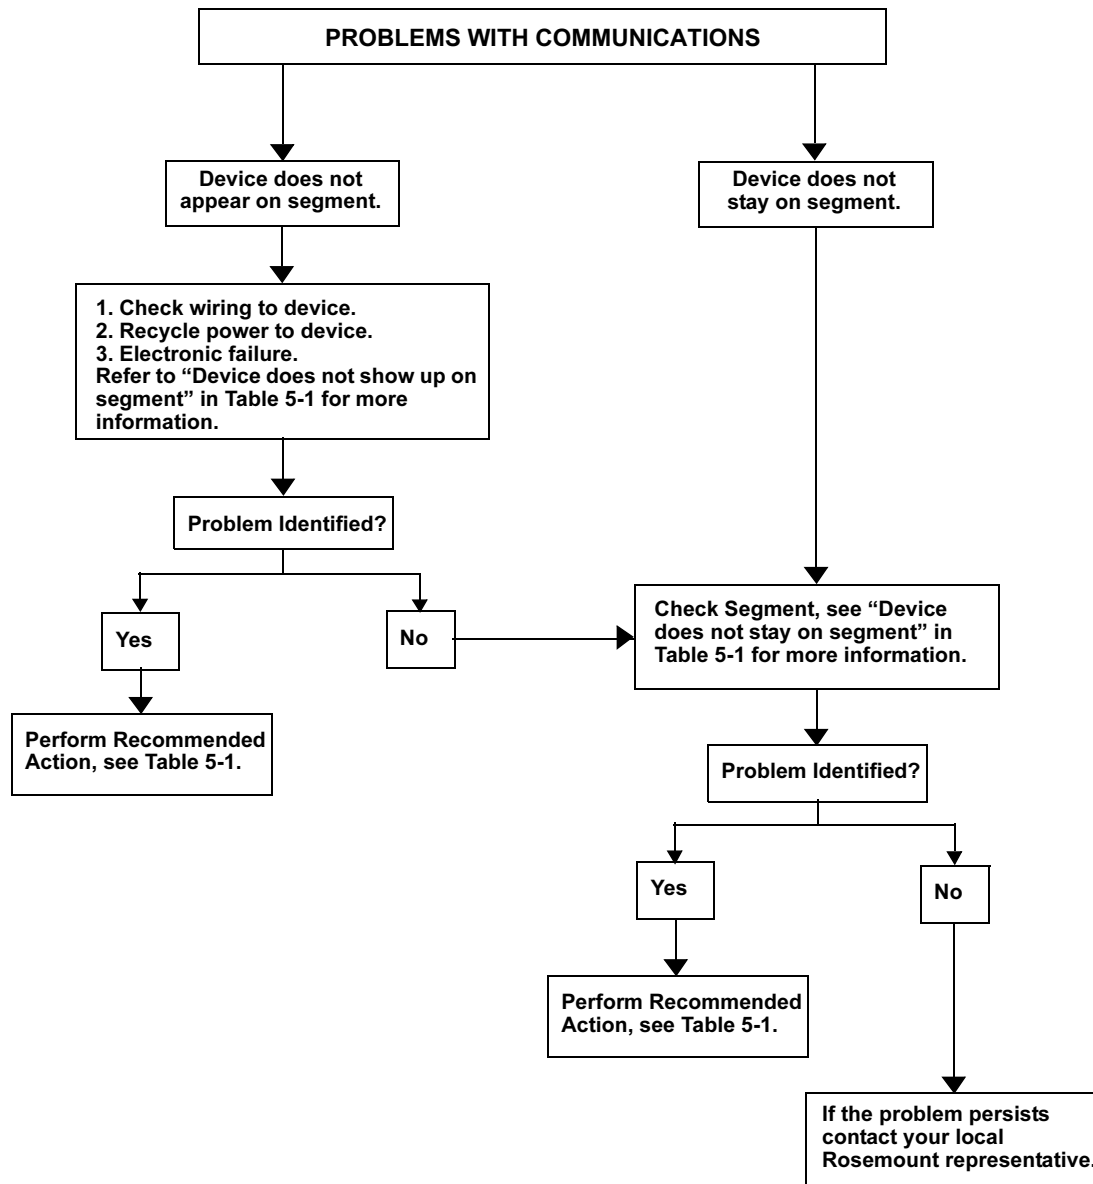 PROBLEMS WITH COMMUNICATIONS
Device does not
appear on segment.
Device does not
stay on segment.
1. Check wiring to device.
2. Recycle power to device.
3. Electronic failure.
Refer to “Device does not show up on
segment” in Table 5-1 for more
information.
Problem Identified?
Yes
No
Perform Recommended
Action, see Table 5-1.
Check Segment, see “Device
does not stay on segment” in
Table 5-1 for more information.
Problem Identified?
Yes
No
Perform Recommended
Action, see Table 5-1.
If the problem persists
contact your local
Rosemount representative.